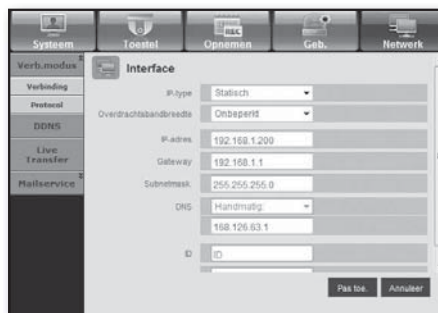 Systeem Toestel Opnemen Geb. Netwerk
REC
Verb.modus
Verbinding
Protocol
DDNS
Live Transfer
Mailservice
Interface
IP-type Statisch
Overdrachtsbandbreedte Onbeperkt
IP-adres 192.168.1.200
Gateway 192.168.1.1
Subnetmask. 255.255.255.0
DNS Handmatig.
168.126.63.1
ID ID
Pas toe. Annuleer